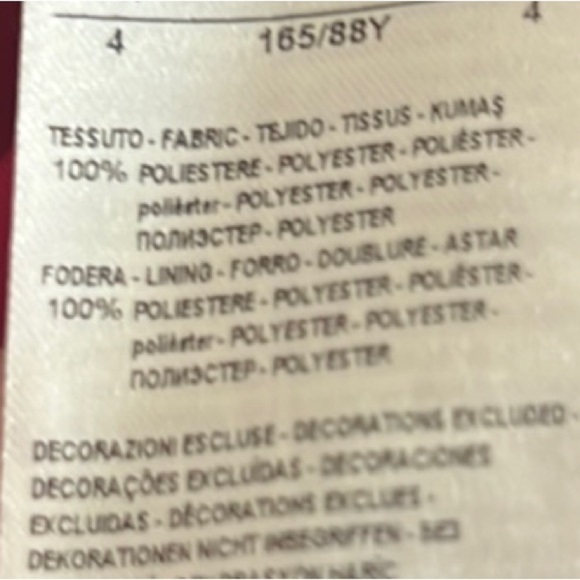 4 165/88Y 4
TESSUTO - FABRIC - TEJIDO - TISSUS - KUMAŞ
100% POLIESTERE - POLYESTER - POLIÉSTER -
poliéster - POLYESTER - POLYESTER -
ПОЛИЭСТЕР - POLYESTER
FODERA - LINING - FORRO - DOUBLURE - ASTAR
100% POLIESTERE - POLYESTER - POLIÉSTER -
poliéster - POLYESTER - POLYESTER -
ПОЛИЭСТЕР - POLYESTER
DECORAZIONI ESCLUSE - DECORATIONS EXCLUDED -
DECORAÇÕES EXCLUÍDAS - DECORACIONES
EXCLUIDAS - DÉCORATIONS EXCLUES -
DEKORATIONEN NICHT INBEGRIFFEN - БЕЗ
HARİÇ